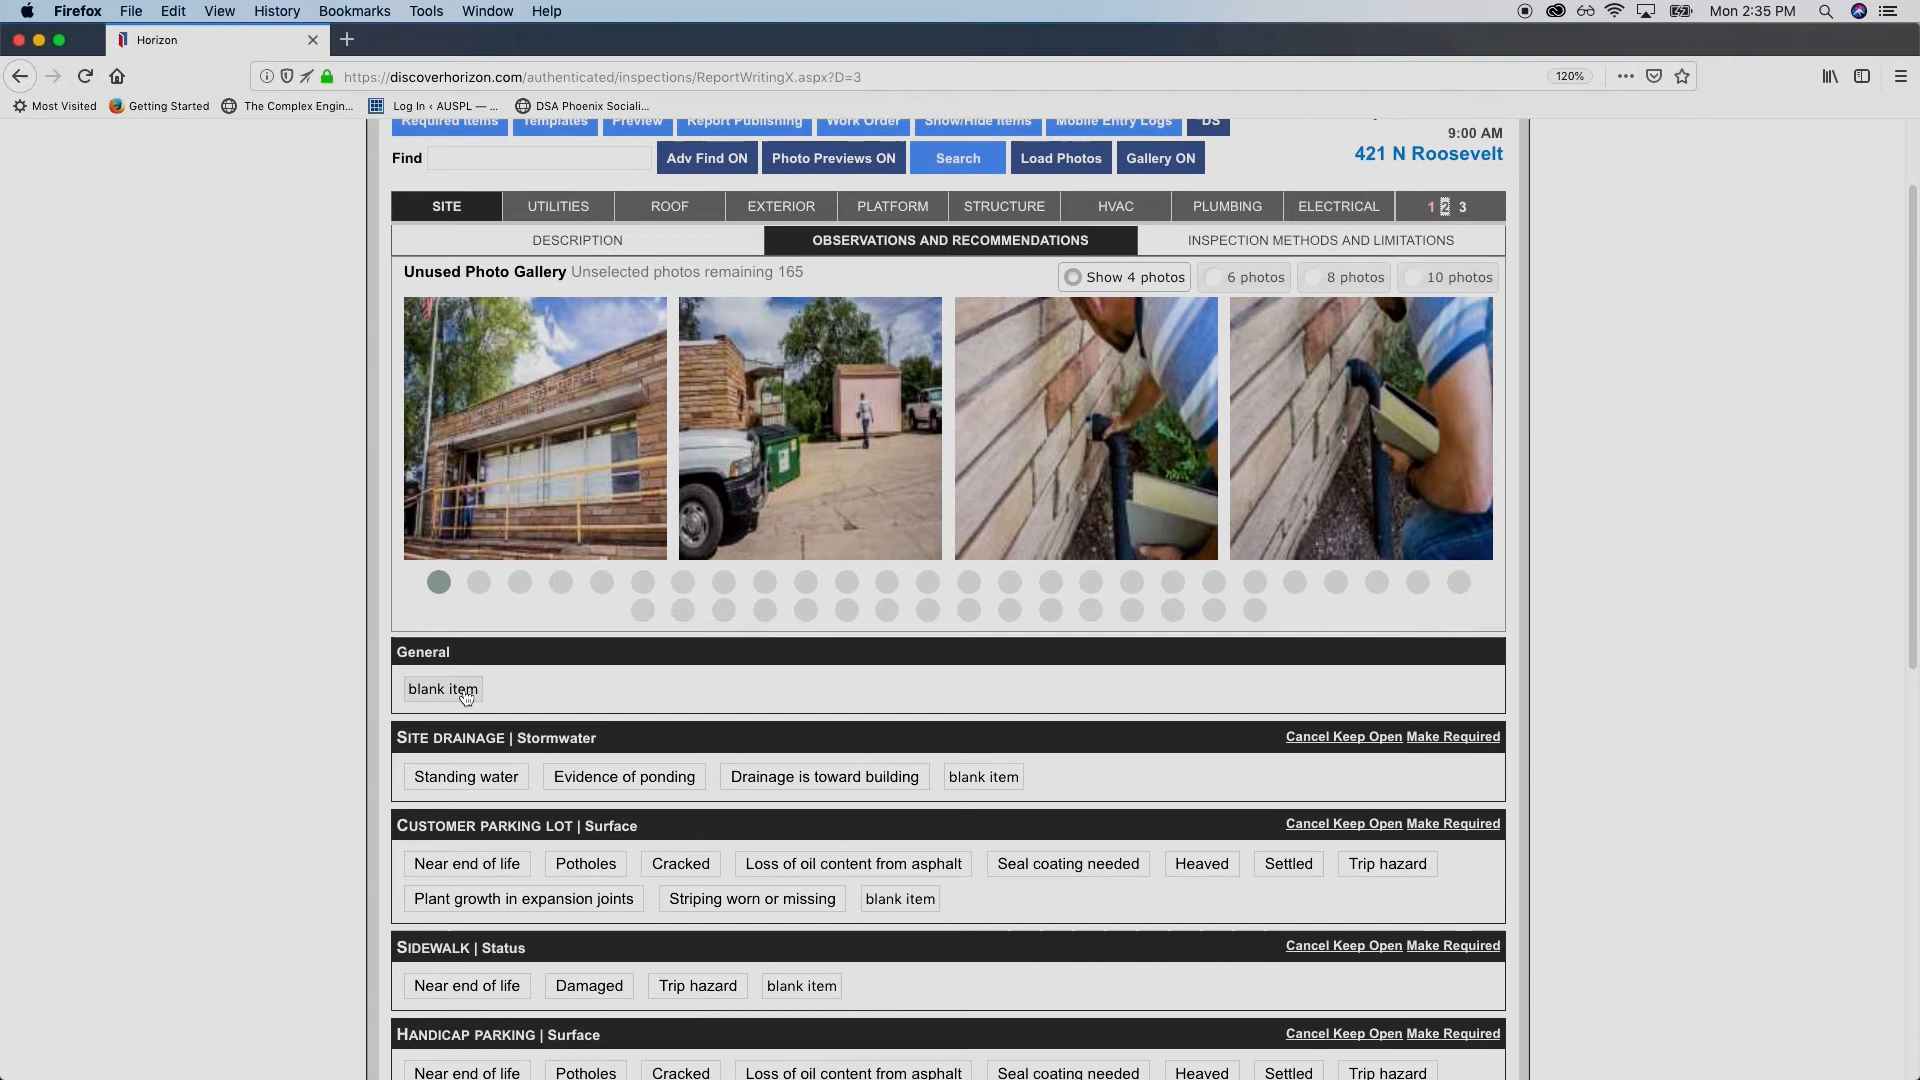 Firefox File Edit View History Bookmarks Tools Window Help Mon 2:35 PM
Horizon
https://discoverhorizon.com/authenticated/inspections/ReportWritingX.aspx?D=3 120%
Most Visited Getting Started The Complex Engin... Log In ‹ AUSPL — ... DSA Phoenix Sociali...
Required Items Templates Preview Report Publishing Work Order Show/Hide Items Mobile Entry Logs DS
9:00 AM
Find Adv Find ON Photo Previews ON Search Load Photos Gallery ON 421 N Roosevelt
SITE UTILITIES ROOF EXTERIOR PLATFORM STRUCTURE HVAC PLUMBING ELECTRICAL 1 2 3
DESCRIPTION OBSERVATIONS AND RECOMMENDATIONS INSPECTION METHODS AND LIMITATIONS
Unused Photo Gallery Unselected photos remaining 165 Show 4 photos 6 photos 8 photos 10 photos
General
blank item
SITE DRAINAGE | Stormwater Cancel Keep Open Make Required
Standing water Evidence of ponding Drainage is toward building blank item
CUSTOMER PARKING LOT | Surface Cancel Keep Open Make Required
Near end of life Potholes Cracked Loss of oil content from asphalt Seal coating needed Heaved Settled Trip hazard
Plant growth in expansion joints Striping worn or missing blank item
SIDEWALK | Status Cancel Keep Open Make Required
Near end of life Damaged Trip hazard blank item
HANDICAP PARKING | Surface Cancel Keep Open Make Required
Near end of life Potholes Cracked Loss of oil content from asphalt Seal coating needed Heaved Settled Trip hazard